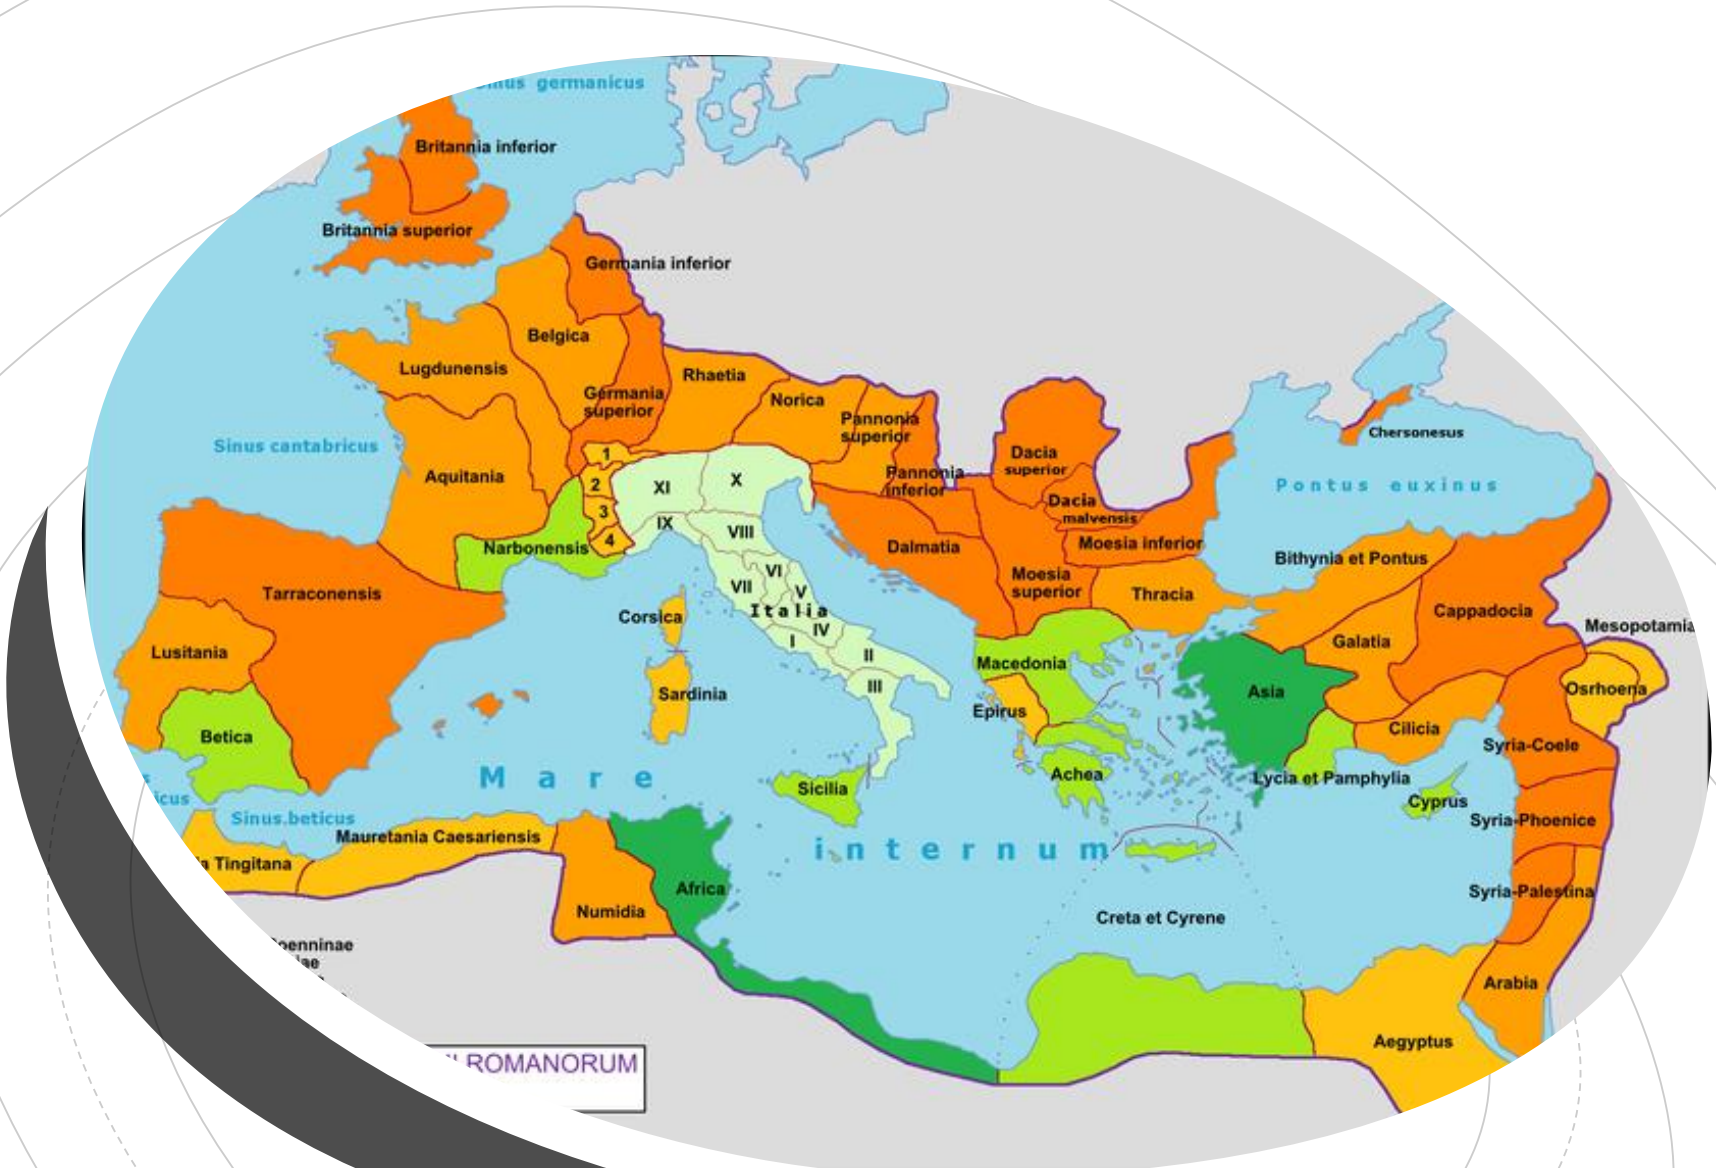 germanicus
Britannia inferior
Britannia superior
Germania inferior
Belgica
Lugdunensis
Rhaetia
Germania
superior
Norica
Pannonia
superior
Chersonesus
Sinus cantabricus
Aquitania
1
2
3
4
XI
X
IX
VIII
Pannonia
inferior
Dacia
superior
Dacia
malvensis
Pontus euxinus
Narbonensis
Dalmatia
Moesia inferior
Bithynia et Pontus
Tarraconensis
VI
VII
V
Italia
IV
I
II
III
Corsica
Moesia
superior
Thracia
Cappadocia
Mesopotamia
Galatia
Lusitania
Macedonia
Sardinia
Asia
Osrhoena
Epirus
Betica
Cilicia
Syria-Coele
Mare
Achea
Lycia et Pamphylia
Sicilia
Cyprus
icus
Sinus.beticus
Mauretania Caesariensis
Syria-Phoenice
internum
Tingitana
Africa
Syria-Palestina
Numidia
Creta et Cyrene
oenninae
Arabia
Aegyptus
ROMANORUM